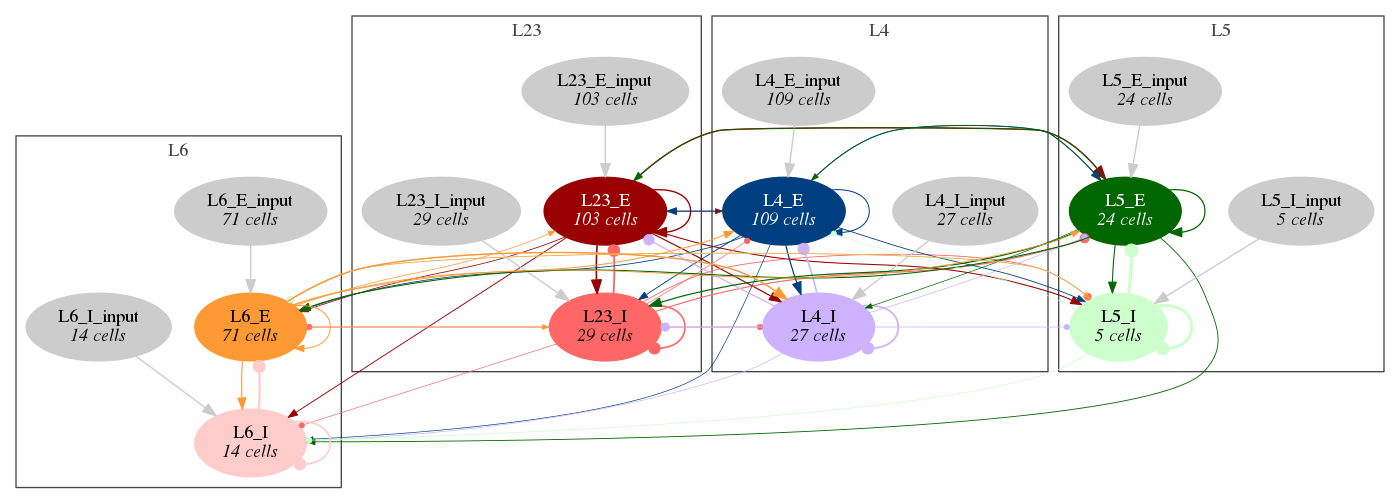 L23
L4
L5
L23_E_input
103 cells
L4_E_input
109 cells
L5_E_input
24 cells
L6
L6_E_input
71 cells
L23_I_input
29 cells
L23_E
103 cells
L4_E
109 cells
L4_I_input
27 cells
L5_E
24 cells
L5_I_input
5 cells
L6_I_input
14 cells
L6_E
71 cells
L23_I
29 cells
L4_I
27 cells
L5_I
5 cells
L6_I
14 cells